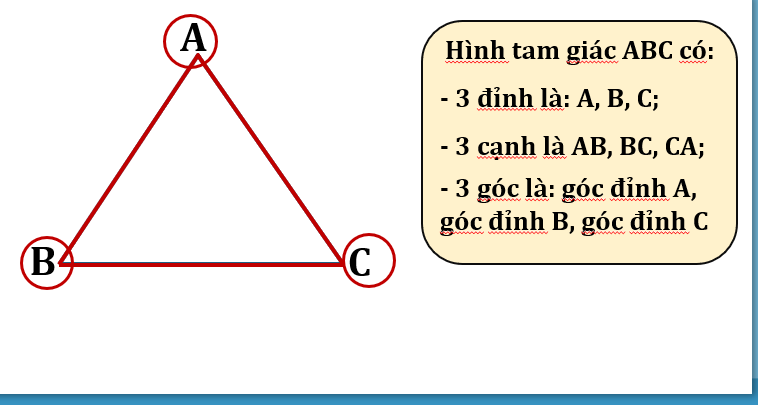 A
B
C
Hình tam giác ABC có:
- 3 đỉnh là: A, B, C;
- 3 cạnh là AB, BC, CA;
- 3 góc là: góc đỉnh A,
góc đỉnh B, góc đỉnh C